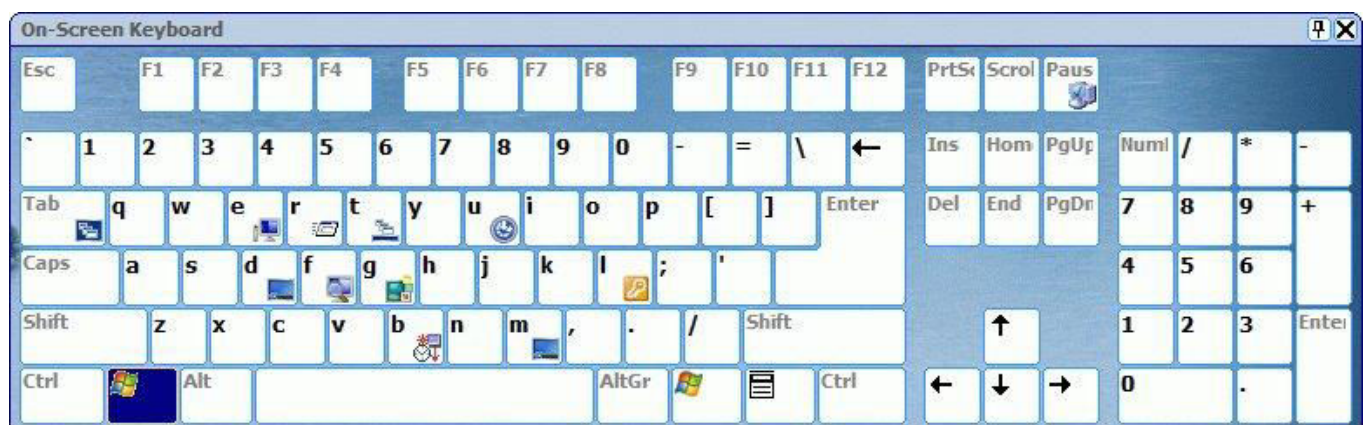 On-Screen Keyboard
Esc F1 F2 F3 F4 F5 F6 F7 F8 F9 F10 F11 F12 PrtSc Scrol Paus
` 1 2 3 4 5 6 7 8 9 0 - = \ ← Ins Hom PgUp Numl / * -
Tab q w e r t y u i o p [ ] Enter Del End PgDn 7 8 9 +
Caps a s d f g h j k l ; ' 4 5 6
Shift z x c v b n m , . / Shift ↑ 1 2 3 Enter
Ctrl Alt AltGr Ctrl ← ↓ → 0 .